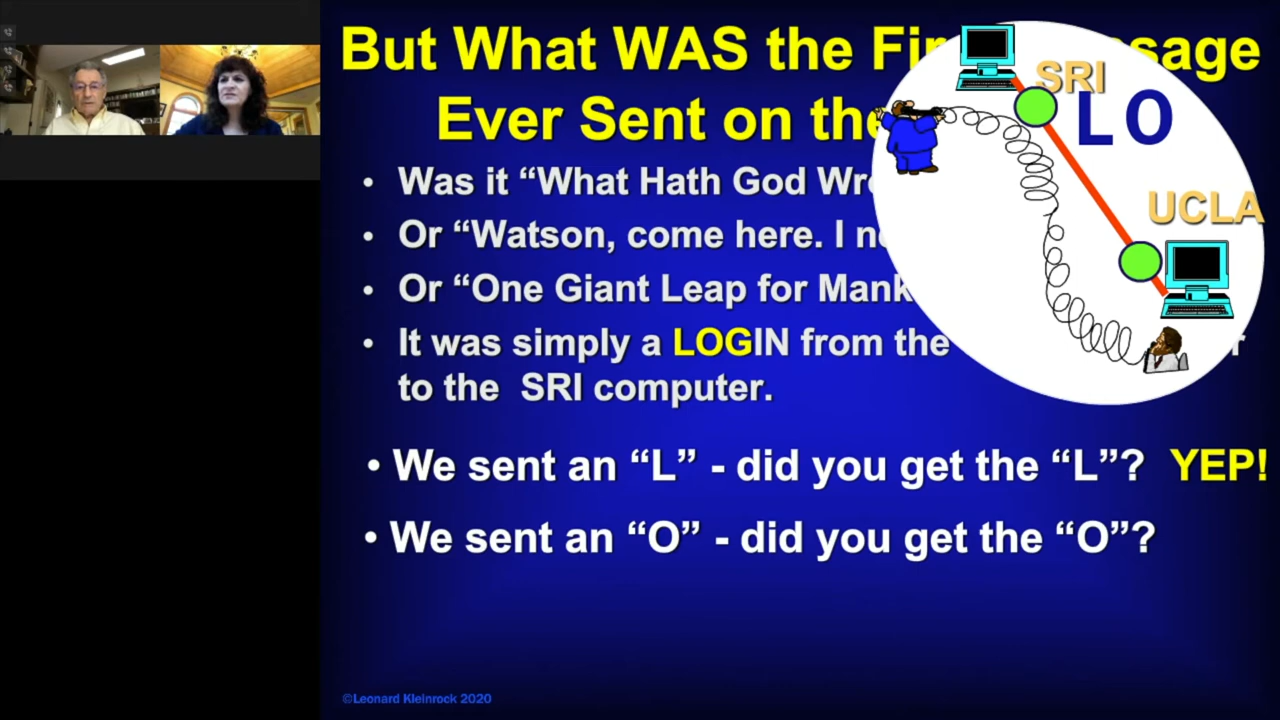 But What WAS the Fi
sage
Ever Sent on the
• Was it “What Hath God Wr
• Or “Watson, come here. I n
• Or “One Giant Leap for Mank
• It was simply a LOGIN from the
r
to the SRI computer.
• We sent an “L” - did you get the “L”? YEP!
• We sent an “O” - did you get the “O”?
SRI
LO
UCLA
©Leonard Kleinrock 2020